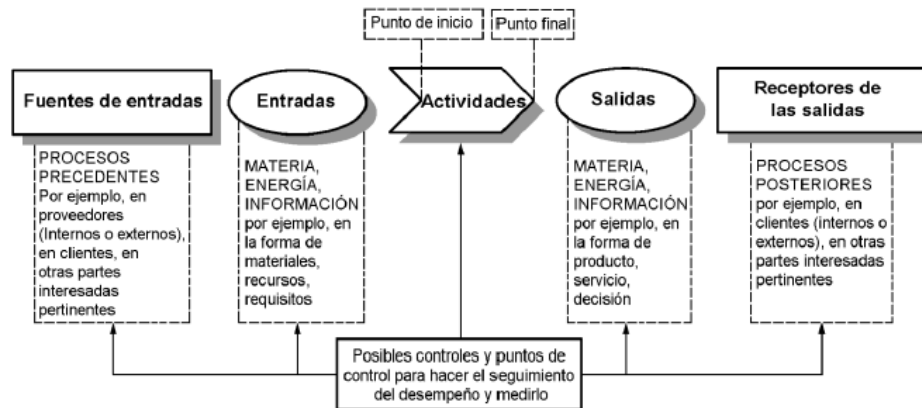 Punto de inicio
Punto final
Fuentes de entradas
Entradas
Actividades
Salidas
Receptores de
las salidas
PROCESOS
PRECEDENTES
Por ejemplo, en
proveedores
(Internos o externos),
en clientes, en
otras partes
interesadas
pertinentes
MATERIA,
ENERGÍA,
INFORMACIÓN
por ejemplo, en
la forma de
materiales,
recursos,
requisitos
MATERIA,
ENERGÍA,
INFORMACIÓN
por ejemplo, en
la forma de
producto,
servicio,
decisión
PROCESOS
POSTERIORES
por ejemplo, en
clientes (internos o
externos), en otras
partes interesadas
pertinentes
Posibles controles y puntos de
control para hacer el seguimiento
del desempeño y medirlo